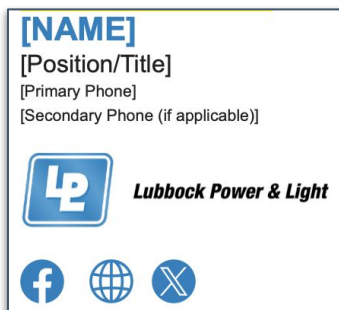 [NAME]
[Position/Title]
[Primary Phone]
[Secondary Phone (if applicable)]
LP Lubbock Power & Light